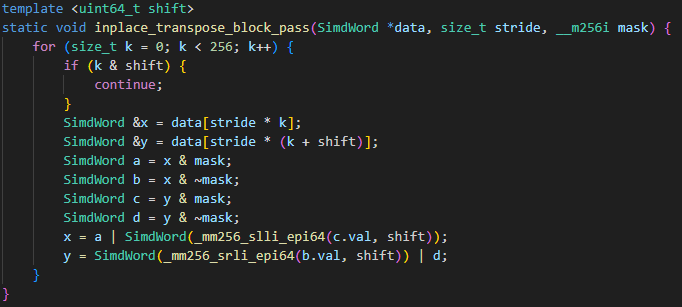 template <uint64_t shift>
static void inplace_transpose_block_pass(SimdWord *data, size_t stride, __m256i mask) {
    for (size_t k = 0; k < 256; k++) {
        if (k & shift) {
            continue;
        }
        SimdWord &x = data[stride * k];
        SimdWord &y = data[stride * (k + shift)];
        SimdWord a = x & mask;
        SimdWord b = x & ~mask;
        SimdWord c = y & mask;
        SimdWord d = y & ~mask;
        x = a | SimdWord(_mm256_slli_epi64(c.val, shift));
        y = SimdWord(_mm256_srli_epi64(b.val, shift)) | d;
    }
}